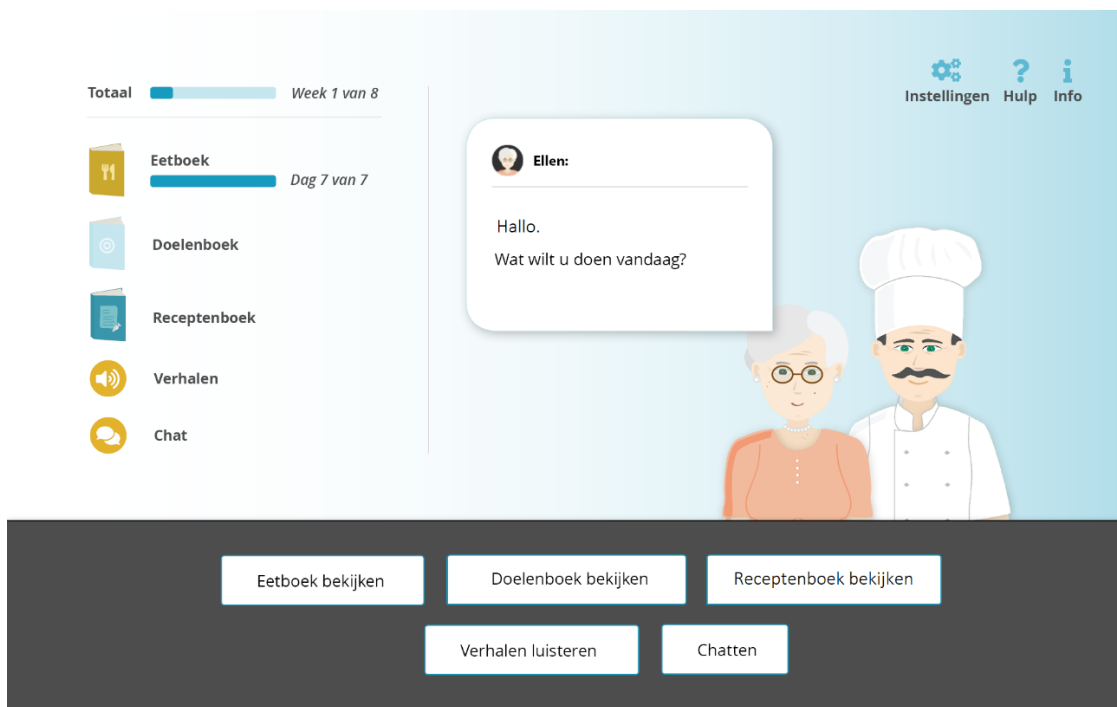 Totaal
Week 1 van 8
Eetboek
Dag 7 van 7
Doelenboek
Receptenboek
Verhalen
Chat
Ellen:
Hallo.
Wat wilt u doen vandaag?
Instellingen Hulp Info
Eetboek bekijken
Doelenboek bekijken
Receptenboek bekijken
Verhalen luisteren
Chatten